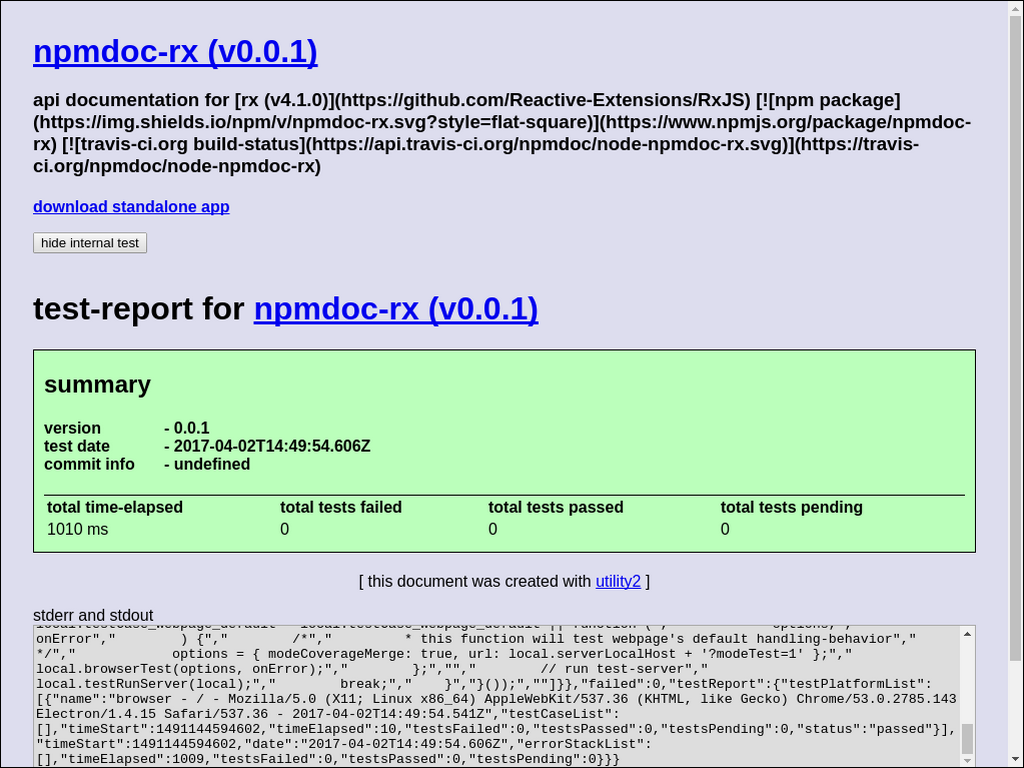 npmdoc-rx (v0.0.1)
api documentation for [rx (v4.1.0)](https://github.com/Reactive-Extensions/RxJS) [![npm package]
(https://img.shields.io/npm/v/npmdoc-rx.svg?style=flat-square)](https://www.npmjs.org/package/npmdoc-
rx) [![travis-ci.org build-status](https://api.travis-ci.org/npmdoc/node-npmdoc-rx.svg)](https://travis-
ci.org/npmdoc/node-npmdoc-rx)
download standalone app
hide internal test
test-report for npmdoc-rx (v0.0.1)
summary
version - 0.0.1
test date - 2017-04-02T14:49:54.606Z
commit info - undefined
total time-elapsed total tests failed total tests passed total tests pending
1010 ms 0 0 0
[ this document was created with utility2 ]
stderr and stdout
onError","        ) {","        /*","         * this function will test webpage's default handling-behavior","
*/","            options = { modeCoverageMerge: true, url: local.serverLocalHost + '?modeTest=1' };","
local.browserTest(options, onError);","        };","","        // run test-server","
local.testRunServer(local);","        break;","    }","}());",""]}},"failed":0,"testReport":{"testPlatformList":
[{"name":"browser - / - Mozilla/5.0 (X11; Linux x86_64) AppleWebKit/537.36 (KHTML, like Gecko) Chrome/53.0.2785.143
Electron/1.4.15 Safari/537.36 - 2017-04-02T14:49:54.541Z","testCaseList":
[],"timeStart":1491144594602,"timeElapsed":10,"testsFailed":0,"testsPassed":0,"testsPending":0,"status":"passed"}],
"timeStart":1491144594602,"date":"2017-04-02T14:49:54.606Z","errorStackList":
[],"timeElapsed":1009,"testsFailed":0,"testsPassed":0,"testsPending":0}}}